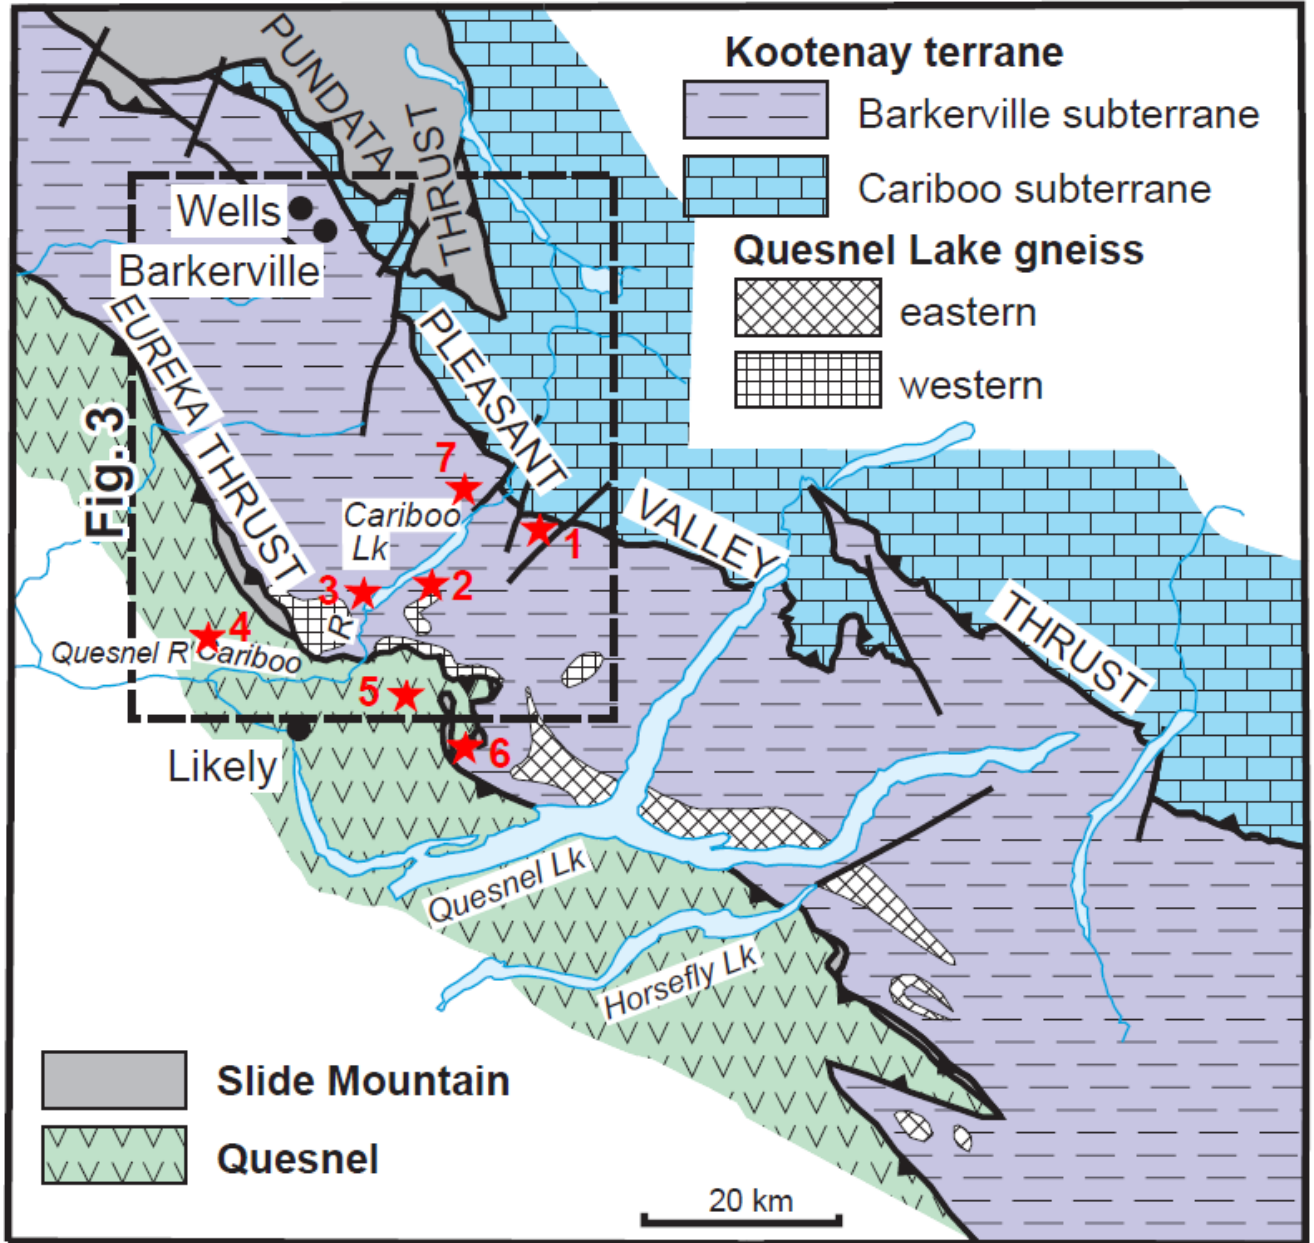 PUNDATA
THRUST
Kootenay terrane
Barkerville subterrane
Cariboo subterrane
Quesnel Lake gneiss
eastern
western
Wells
Barkerville
EUREKA THRUST
PLEASANT
VALLEY
THRUST
Fig. 3
7
Cariboo
Lk
1
2
3
R
4
Quesnel R
Cariboo
5
6
Likely
Quesnel Lk
Horsefly Lk
Slide Mountain
Quesnel
20 km